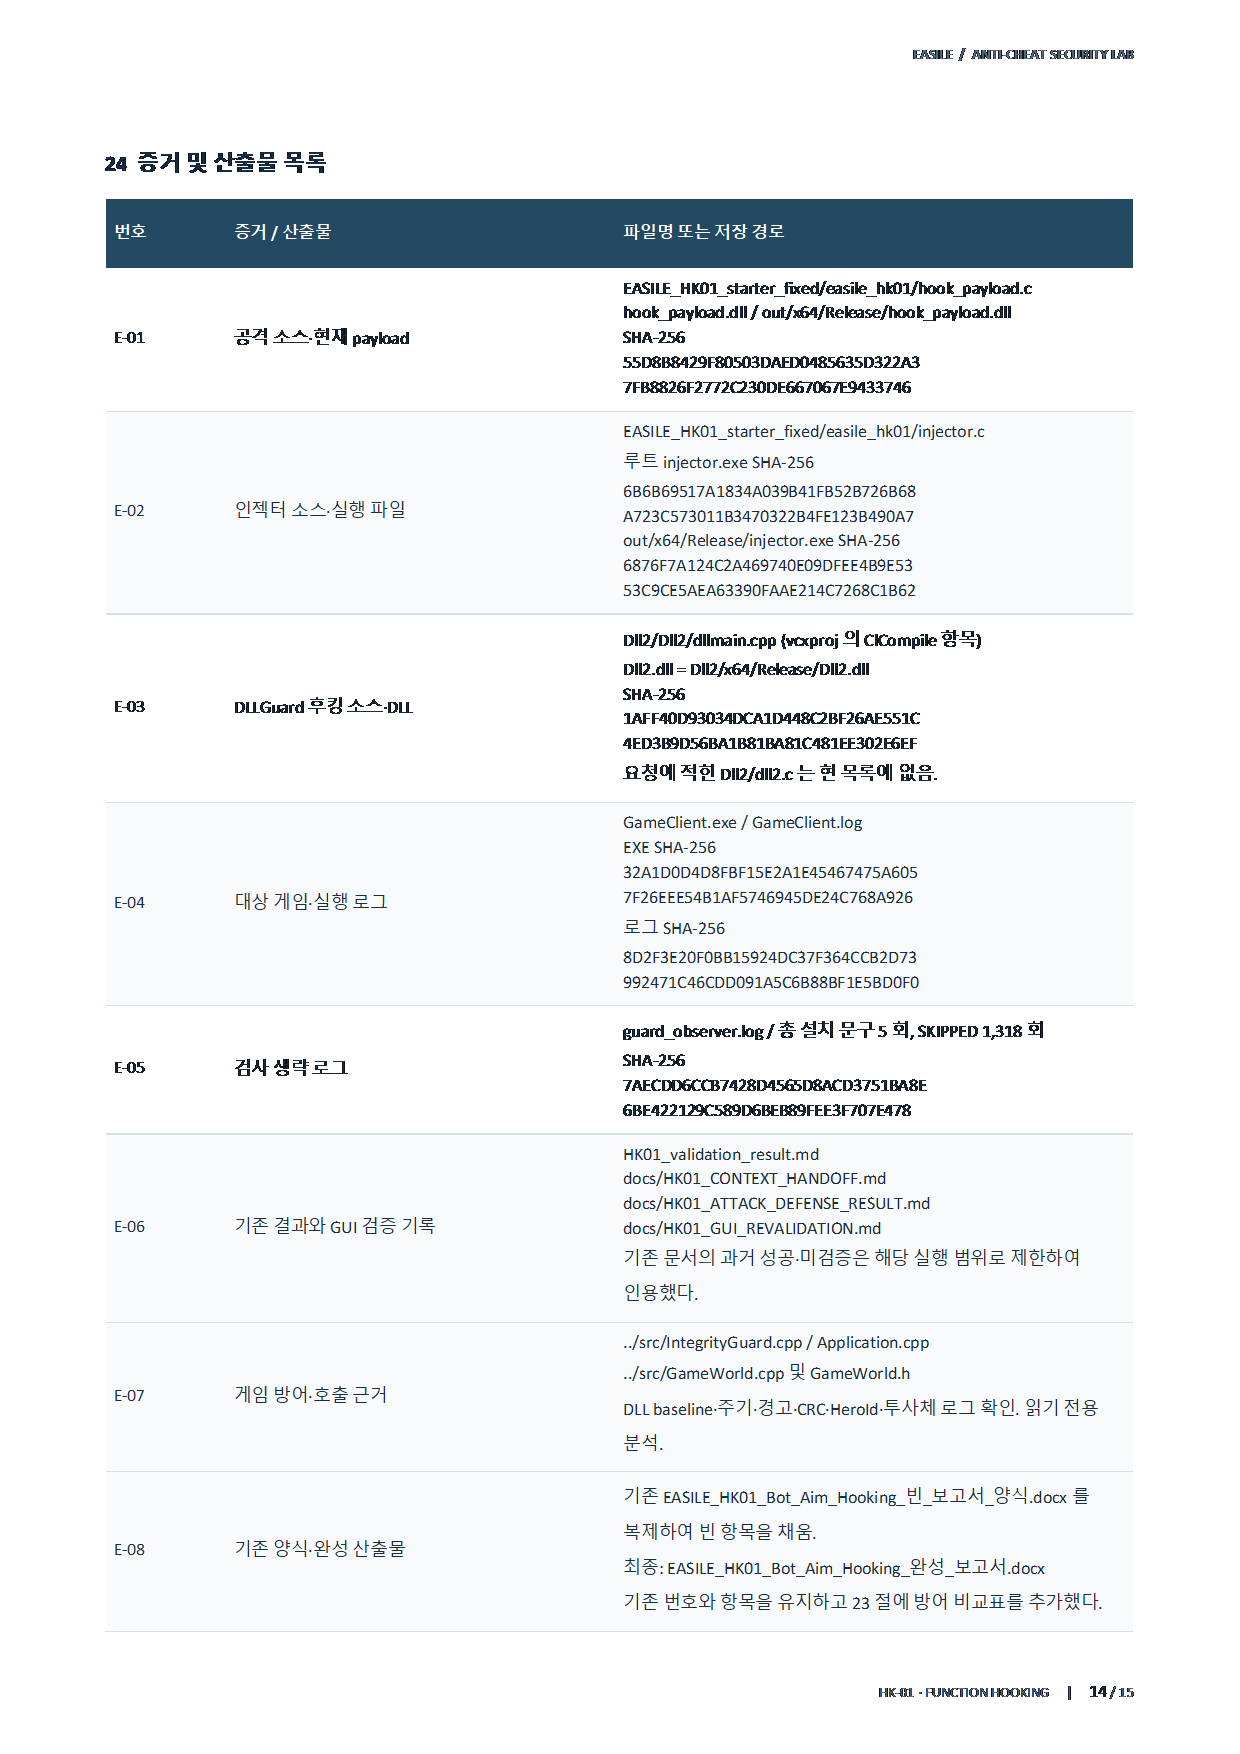 EASILE / ANTI-CHEAT SECURITY LAB
24 증거 및 산출물 목록
번호 증거 / 산출물 파일명 또는 저장 경로
E-01 공격 소스·현재 payload
EASILE_HK01_starter_fixed/easile_hk01/hook_payload.c
hook_payload.dll / out/x64/Release/hook_payload.dll
SHA-256
55D8B8429F80503DAED0485635D322A3
7FB8826F2772C230DE667067E9433746
E-02 인젝터 소스·실행 파일
EASILE_HK01_starter_fixed/easile_hk01/injector.c
루트 injector.exe SHA-256
6B6B69517A1834A039B41FB52B726B68
A723C573011B3470322B4FE123B490A7
out/x64/Release/injector.exe SHA-256
6876F7A124C2A469740E09DFEE4B9E53
53C9CE5AEA63390FAAE214C7268C1B62
E-03 DLLGuard 후킹 소스·DLL
Dll2/Dll2/dllmain.cpp (vcxproj 의 ClCompile 항목)
Dll2.dll = Dll2/x64/Release/Dll2.dll
SHA-256
1AFF40D93034DCA1D448C2BF26AE551C
4ED3B9D56BA1B81BA81C481EE302E6EF
요청에 적힌 Dll2/dll2.c 는 현 목록에 없음.
E-04 대상 게임·실행 로그
GameClient.exe / GameClient.log
EXE SHA-256
32A1D0D4D8FBF15E2A1E45467475A605
7F26EEE54B1AF5746945DE24C768A926
로그 SHA-256
8D2F3E20F0BB15924DC37F364CCB2D73
992471C46CDD091A5C6B88BF1E5BD0F0
E-05 검사 생략 로그
guard_observer.log / 총 설치 문구 5 회, SKIPPED 1,318 회
SHA-256
7AECDD6CCB7428D4565D8ACD3751BA8E
6BE422129C589D6BEB89FEE3F707E478
E-06 기존 결과와 GUI 검증 기록
HK01_validation_result.md
docs/HK01_CONTEXT_HANDOFF.md
docs/HK01_ATTACK_DEFENSE_RESULT.md
docs/HK01_GUI_REVALIDATION.md
기존 문서의 과거 성공·미검증은 해당 실행 범위로 제한하여
인용했다.
E-07 게임 방어·호출 근거
../src/IntegrityGuard.cpp / Application.cpp
../src/GameWorld.cpp 및 GameWorld.h
DLL baseline·주기·경고·CRC·HeroId·투사체 로그 확인. 읽기 전용
분석.
E-08 기존 양식·완성 산출물
기존 EASILE_HK01_Bot_Aim_Hooking_빈_보고서_양식.docx 를
복제하여 빈 항목을 채움.
최종: EASILE_HK01_Bot_Aim_Hooking_완성_보고서.docx
기존 번호와 항목을 유지하고 23 절에 방어 비교표를 추가했다.
HK-01 · FUNCTION HOOKING | 14 / 15